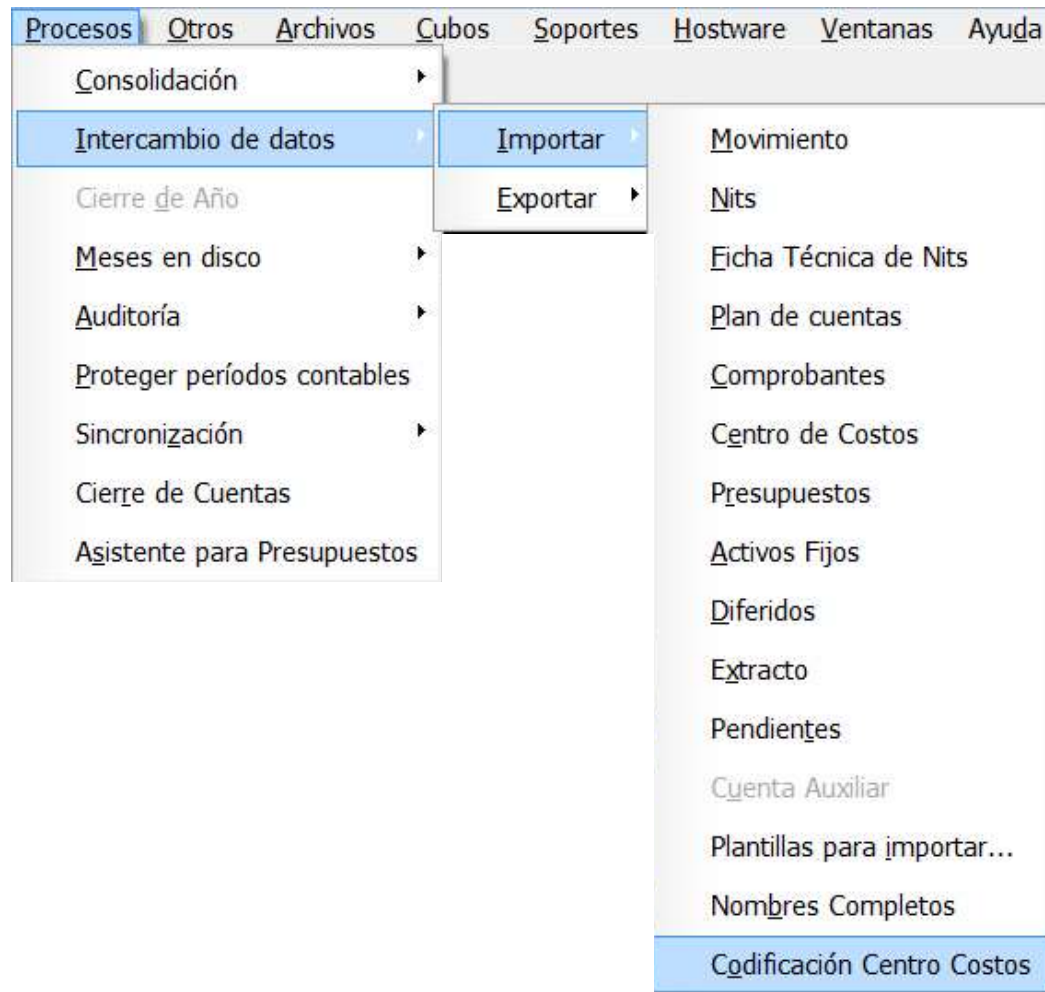 Procesos Otros Archivos Cubos Soportes Hostware Ventanas Ayuda
Consolidación
Intercambio de datos
Cierre de Año
Meses en disco
Auditoría
Proteger períodos contables
Sincronización
Cierre de Cuentas
Asistente para Presupuestos
Importar
Exportar
Movimiento
Nits
Ficha Técnica de Nits
Plan de cuentas
Comprobantes
Centro de Costos
Presupuestos
Activos Fijos
Diferidos
Extracto
Pendientes
Cuenta Auxiliar
Plantillas para importar...
Nombres Completos
Codificación Centro Costos